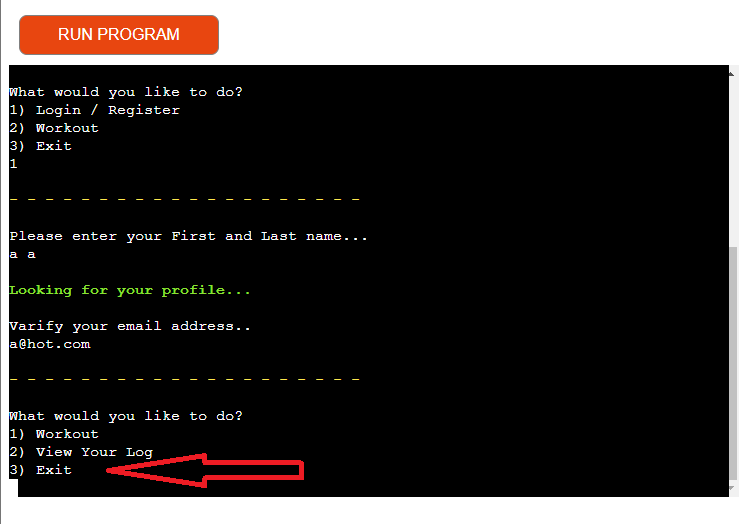 RUN PROGRAM
What would you like to do?
1) Login / Register
2) Workout
3) Exit
1
- - - - - - - - - - - - - - - - - - - -
Please enter your First and Last name...
a a
Looking for your profile...
Varify your email address..
a@hot.com
- - - - - - - - - - - - - - - - - - - -
What would you like to do?
1) Workout
2) View Your Log
3) Exit